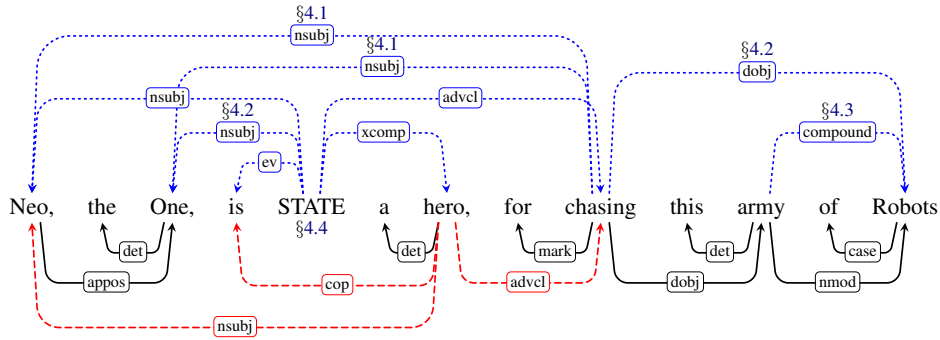 §4.1
nsubj
§4.1
nsubj
§4.2
dobj
nsubj
§4.2
advcl
§4.3
nsubj
xcomp
compound
ev
Neo, the One, is STATE a hero, for chasing this army of Robots
§4.4
det
det
mark
det
case
appos
cop
advcl
dobj
nmod
nsubj